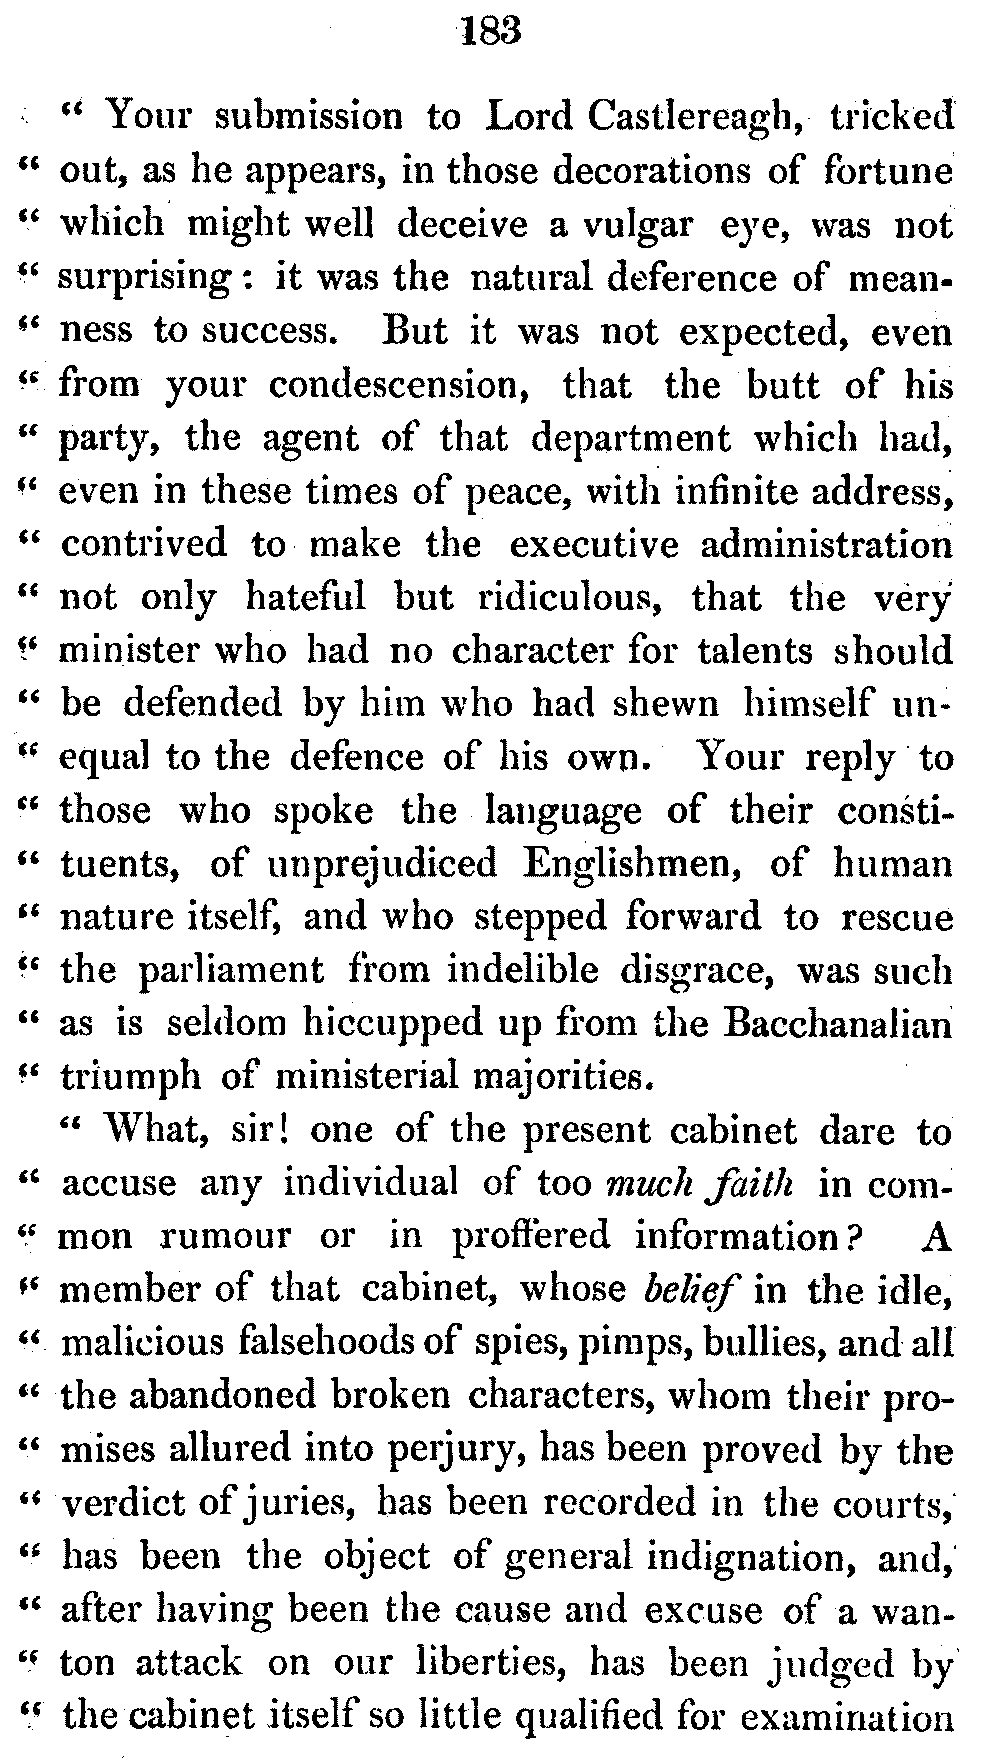 183
“ Your submission to Lord Castlereagh, tricked
“ out, as he appears, in those decorations of fortune
“ which might well deceive a vulgar eye, was not
“ surprising : it was the natural deference of mean-
“ ness to success. But it was not expected, even
“ from your condescension, that the butt of his
“ party, the agent of that department which had,
“ even in these times of peace, with infinite address,
“ contrived to make the executive administration
“ not only hateful but ridiculous, that the very
“ minister who had no character for talents should
“ be defended by him who had shewn himself un-
“ equal to the defence of his own. Your reply to
“ those who spoke the language of their consti-
“ tuents, of unprejudiced Englishmen, of human
“ nature itself, and who stepped forward to rescue
“ the parliament from indelible disgrace, was such
“ as is seldom hiccupped up from the Bacchanalian
“ triumph of ministerial majorities.
“ What, sir! one of the present cabinet dare to
“ accuse any individual of too much faith in com-
“ mon rumour or in proffered information? A
“ member of that cabinet, whose belief in the idle,
“ malicious falsehoods of spies, pimps, bullies, and all
“ the abandoned broken characters, whom their pro-
“ mises allured into perjury, has been proved by the
“ verdict of juries, has been recorded in the courts,
“ has been the object of general indignation, and,
“ after having been the cause and excuse of a wan-
“ ton attack on our liberties, has been judged by
“ the cabinet itself so little qualified for examination